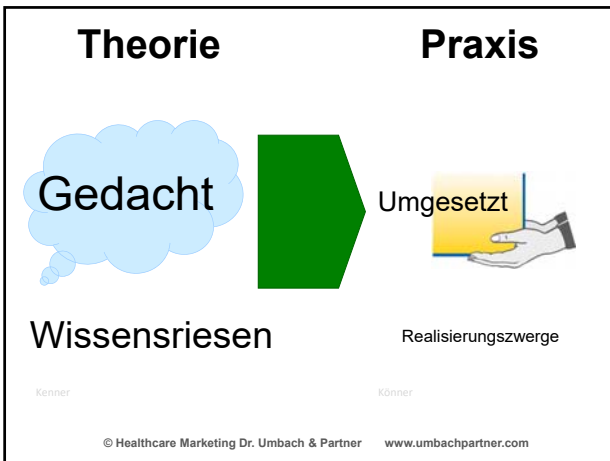 Theorie Praxis
Gedacht Umgesetzt
Wissensriesen Realisierungszwerge
Kenner Könner
© Healthcare Marketing Dr. Umbach & Partner www.umbachpartner.com